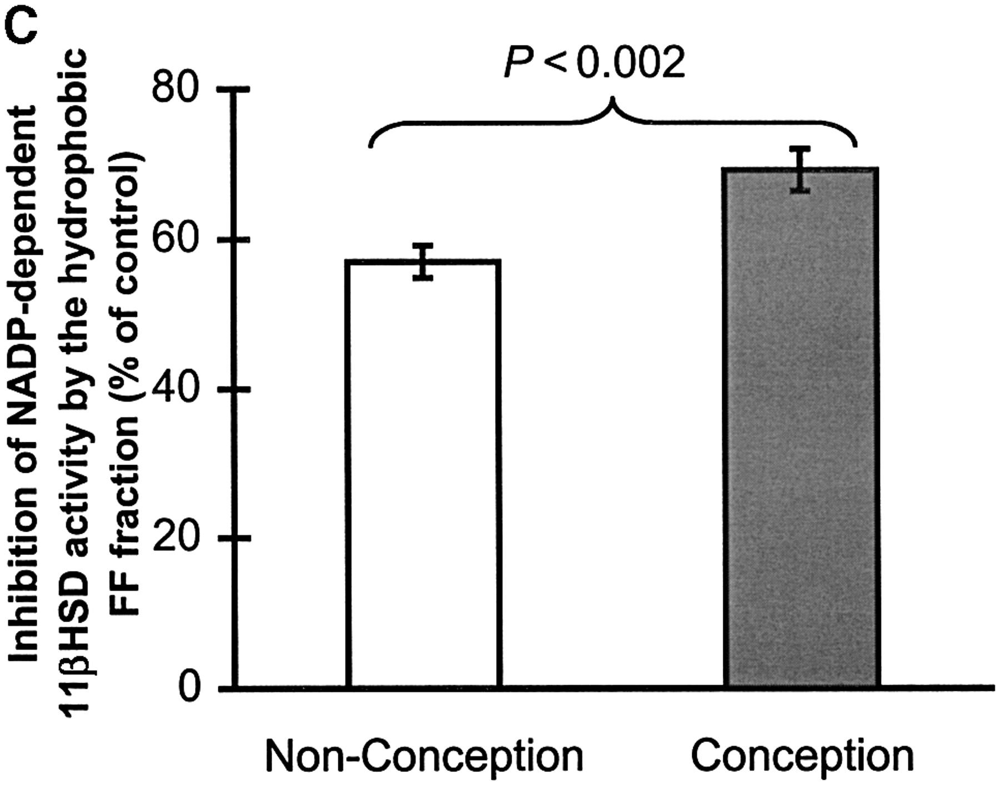 C
Inhibition of NADP-dependent
11βHSD activity by the hydrophobic
FF fraction (% of control)
P < 0.002
80
60
40
20
0
Non-Conception
Conception